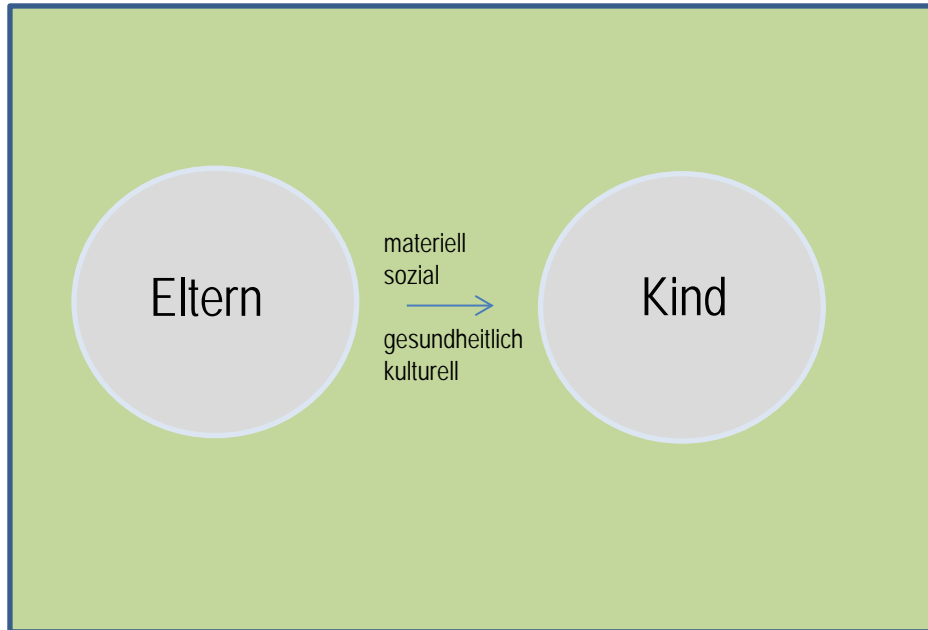 Eltern
materiell
sozial
gesundheitlich
kulturell
Kind